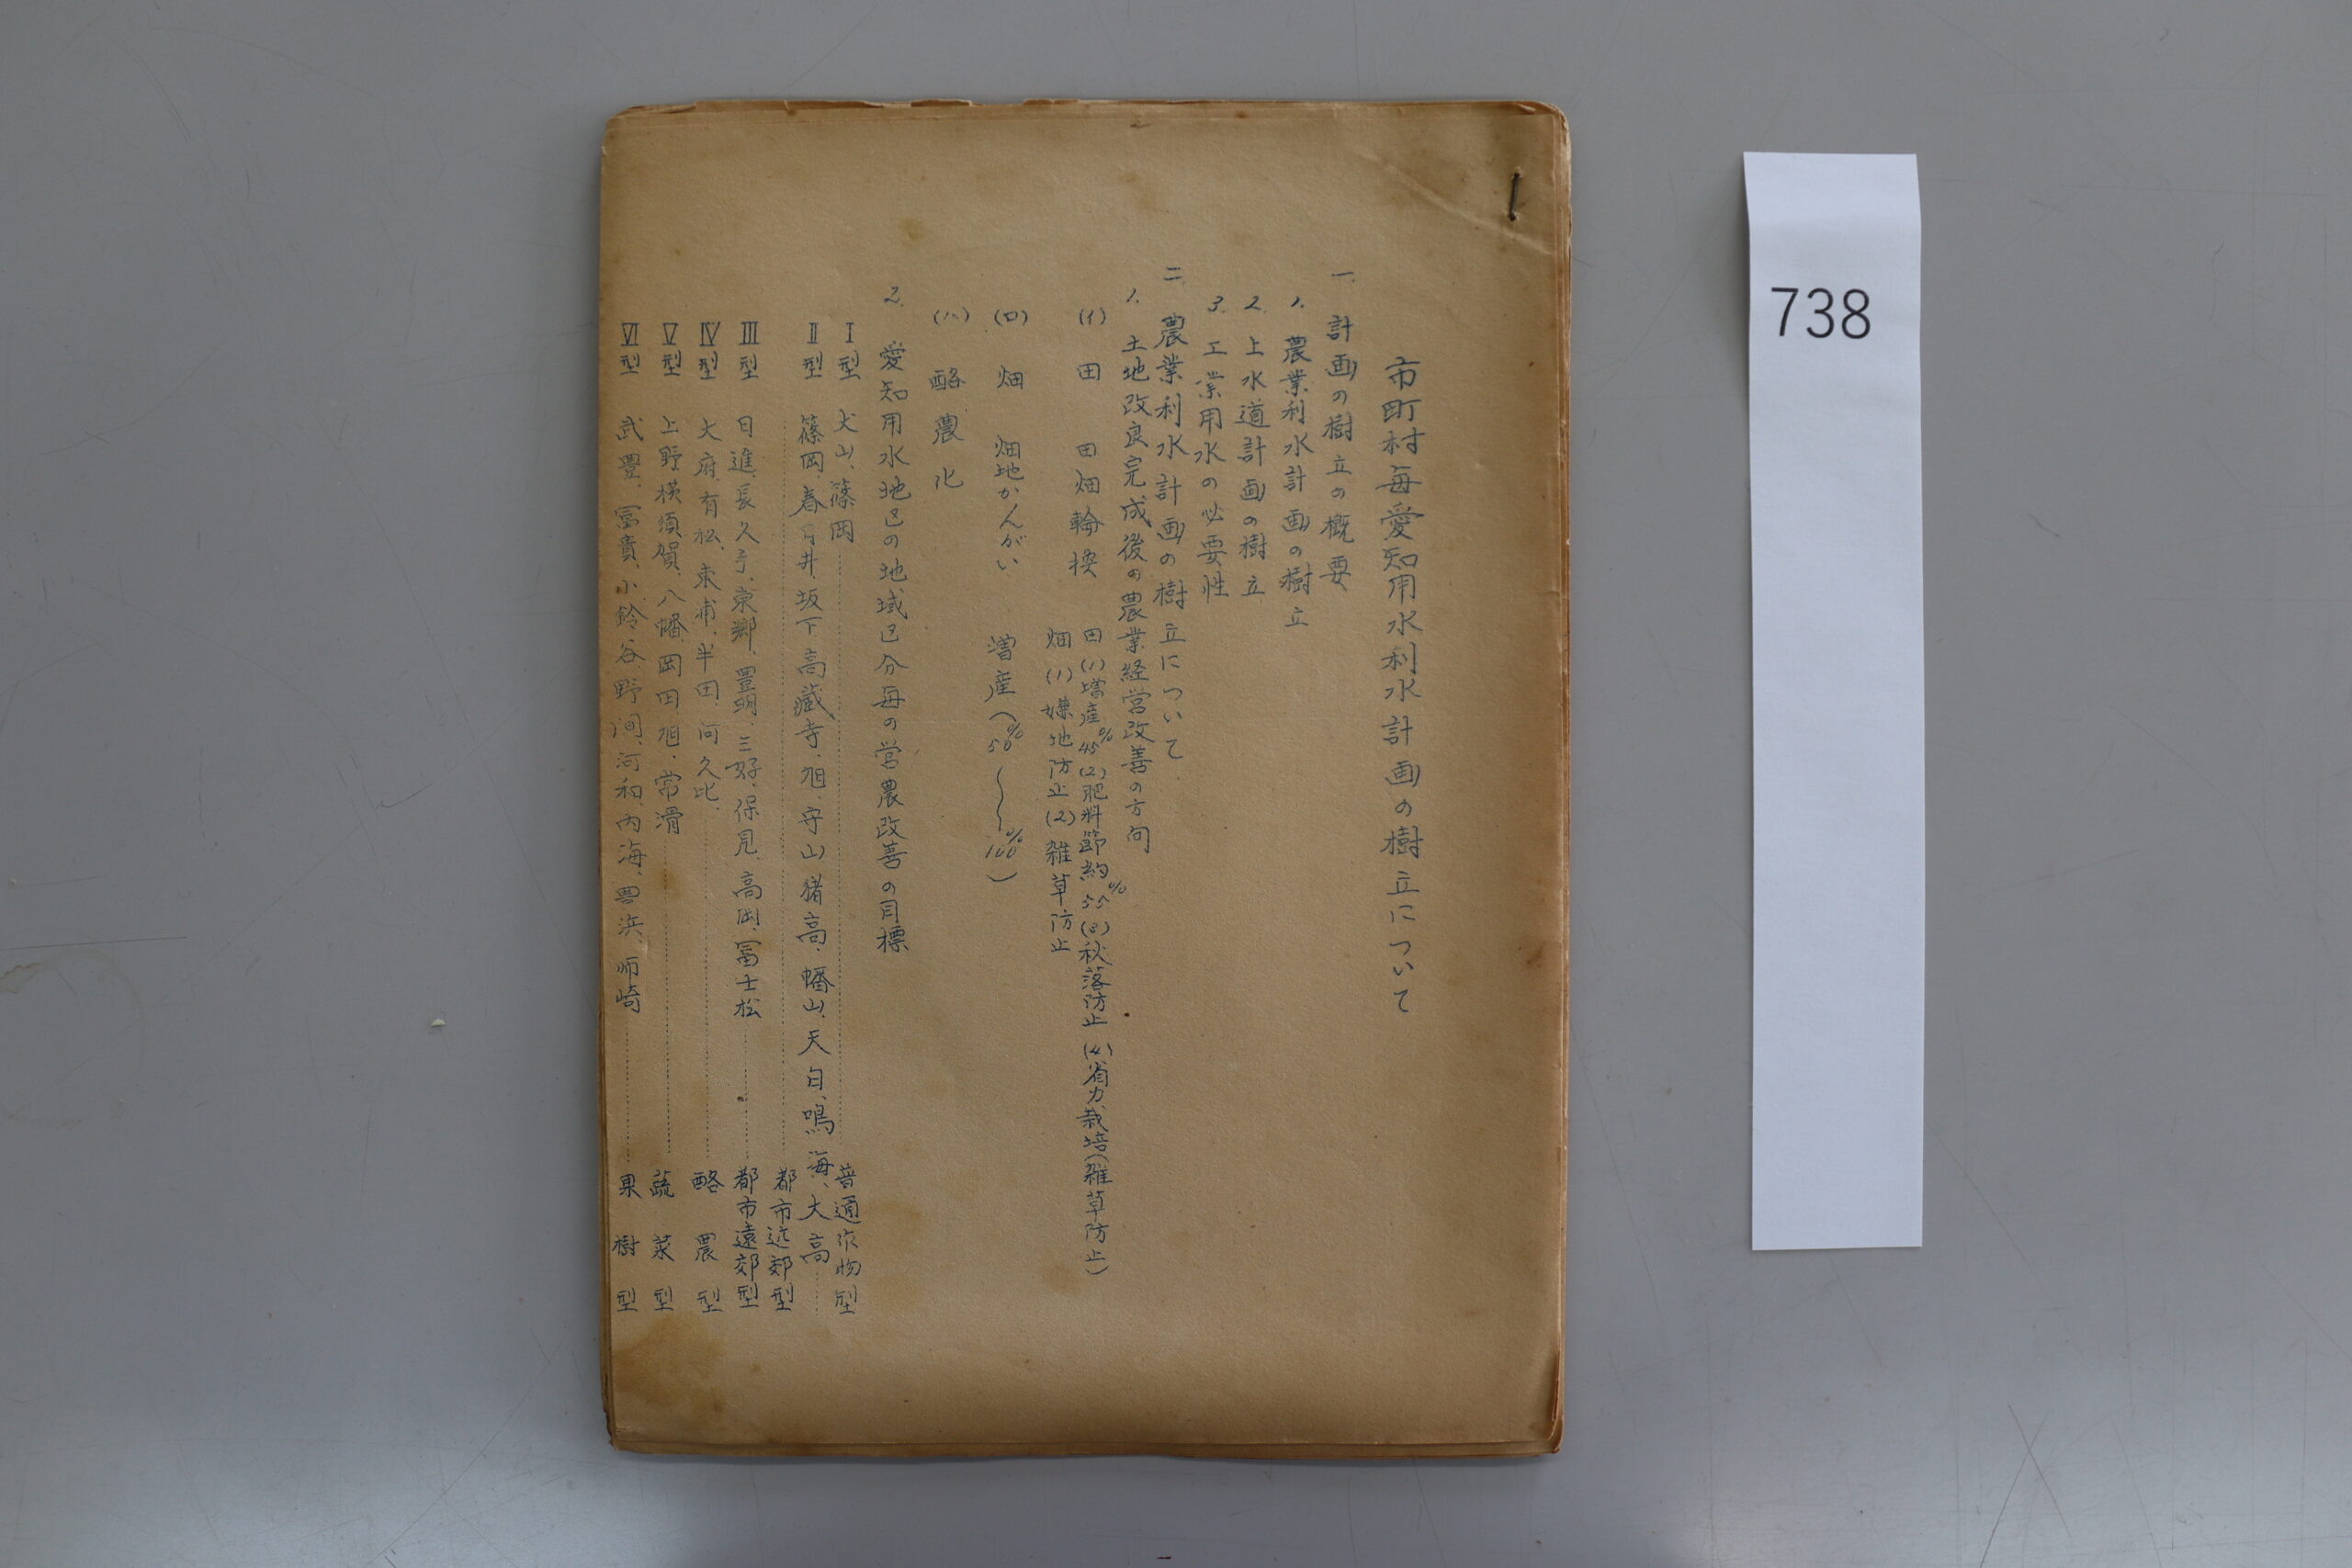 市町村毎愛知用水利水計画の樹立について
一、計画の樹立の概要
1. 農業利水計画の樹立
2. 上水道計画の樹立
3. 工業用水の必要性
二、農業利水計画の樹立について
1. 土地改良完成後の農業経営改善の方向
(イ) 田 田畑輪換 田(1)増産45%(2)肥料節約55%(3)秋落防止(4)省力栽培(雑草防止)
畑(1)嫌地防止(2)雑草防止
(ロ) 畑 畑地かんがい 増産(50%〜100%)
(ハ) 酪農化
2. 愛知用水地区の地域区分毎の営農改善の目標
Ⅰ型 犬山、篠岡 普通作物型
Ⅱ型 篠岡、春日井、坂下、高蔵寺、旭、守山、猪高、幡山、天白、鳴海、大高 都市近郊型
Ⅲ型 日進、長久手、東郷、豊明、三好、保見、高岡、富士松 都市遠郊型
Ⅳ型 大府、有松、東浦、半田、阿久比、 酪農型
Ⅴ型 上野、横須賀、八幡、岡田、旭、常滑 蔬菜型
Ⅵ型 武豊、富貴、小鈴谷、野間、河和、内海、豊浜、師崎 果樹型
738